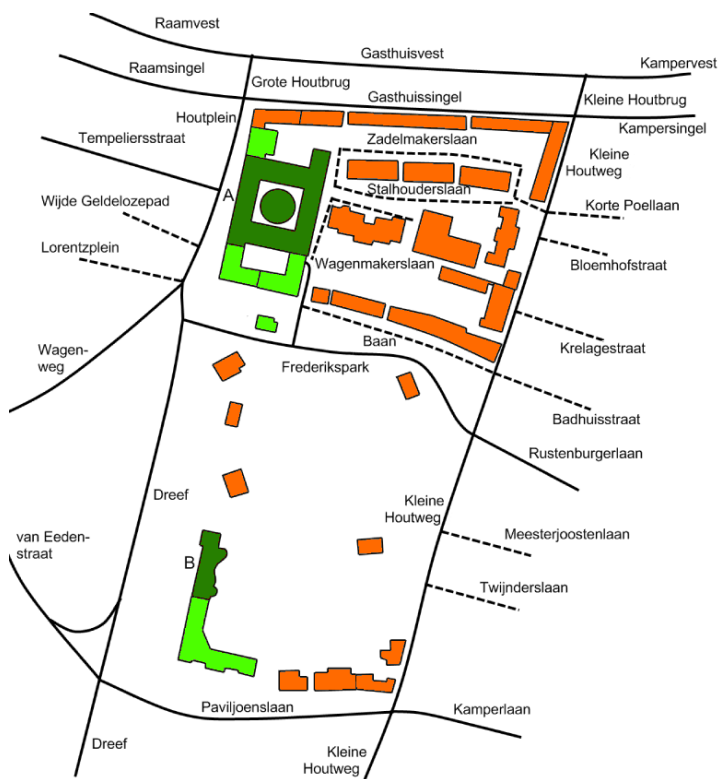 Raamvest
Gasthuisvest
Kampervest
Raamsingel
Grote Houtbrug
Gasthuissingel
Kleine Houtbrug
Houtplein
Kampersingel
Tempeliersstraat
Zadelmakerslaan
Kleine
Houtweg
A
Stalhouderslaan
Wijde Geldelozepad
Korte Poellaan
Lorentzplein
Wagenmakerslaan
Bloemhofstraat
Wagen-
weg
Baan
Krelagestraat
Frederikspark
Badhuisstraat
Rustenburgerlaan
Dreef
Kleine
Houtweg
van Eeden-
straat
Meesterjoostenlaan
B
Twijnderslaan
Paviljoenslaan
Kamperlaan
Dreef
Kleine
Houtweg